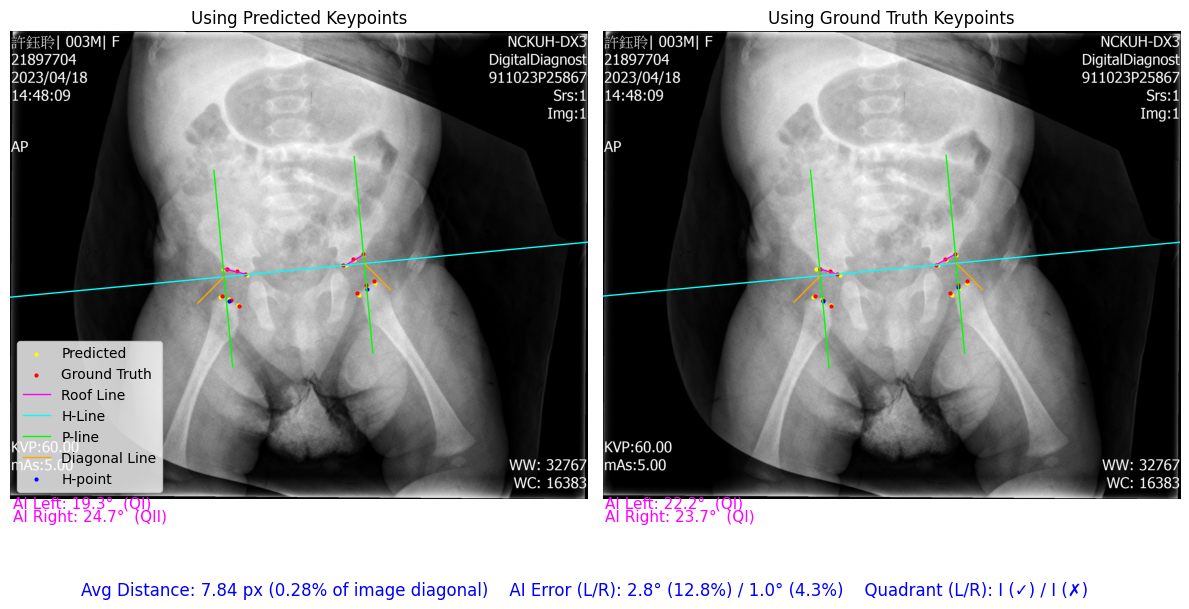 Using Predicted Keypoints
許鈺聆| 003M| F
21897704
2023/04/18
14:48:09
AP
NCKUH-DX3
DigitalDiagnost
911023P25867
Srs:1
Img:1
Predicted
Ground Truth
Roof Line
H-Line
P-line
Diagonal Line
H-point
KVP:60.00
mAs:5.00
WW: 32767
WC: 16383
AI Left: 19.3° (QI)
AI Right: 24.7° (QII)
Using Ground Truth Keypoints
許鈺聆| 003M| F
21897704
2023/04/18
14:48:09
AP
NCKUH-DX3
DigitalDiagnost
911023P25867
Srs:1
Img:1
KVP:60.00
mAs:5.00
WW: 32767
WC: 16383
AI Left: 22.2° (QI)
AI Right: 23.7° (QI)
Avg Distance: 7.84 px (0.28% of image diagonal) AI Error (L/R): 2.8° (12.8%) / 1.0° (4.3%) Quadrant (L/R): I (✓) / I (✗)